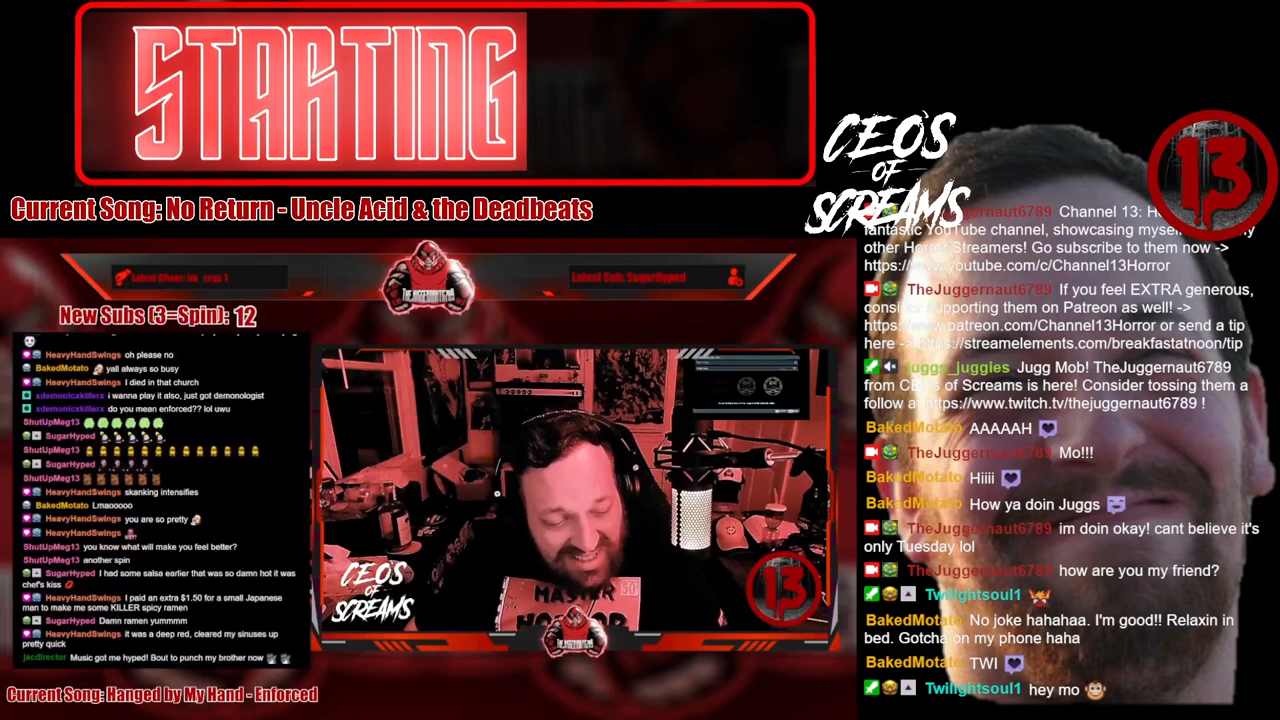 STARTING
Current Song: No Return - Uncle Acid & the Deadbeats
CEO'S
OF
SCREAMS
13
Latest Sub: SugarHyped
New Subs (3=Spin): 12
HeavyHandSwings oh please no
BakedMotato yall always so busy
HeavyHandSwings I died in that church
xdemonicxkillerx i wanna play it also, just got demonologist
xdemonicxkillerx do you mean enforced?? lol uwu
ShutUpMeg13
SugarHyped
ShutUpMeg13
SugarHyped
ShutUpMeg13
HeavyHandSwings skanking intensifies
BakedMotato Lmaooooo
HeavyHandSwings you are so pretty
HeavyHandSwings
ShutUpMeg13 you know what will make you feel better?
ShutUpMeg13 another spin
SugarHyped I had some salsa earlier that was so damn hot it was
chef's kiss
HeavyHandSwings I paid an extra $1.50 for a small Japanese
man to make me some KILLER spicy ramen
SugarHyped Damn ramen yummmm
HeavyHandSwings it was a deep red, cleared my sinuses up
pretty quick
jacdirector Music got me hyped! Bout to punch my brother now
Current Song: Hanged by My Hand - Enforced
CEO'S
OF
SCREAMS
13
MASTER
Channel 13:
fantastic YouTube channel, showcasing
other Streamers! Go subscribe to them now ->
youtube.com/c/Channel13Horror
TheJuggernaut6789 If you feel EXTRA generous,
consider supporting them on Patreon as well! ->
patreon.com/Channel13Horror or send a tip
here -> https://streamelements.com/breakfastatnoon/tip
juggs_juggies Jugg Mob! TheJuggernaut6789
from CEOs of Screams is here! Consider tossing them a
follow at https://www.twitch.tv/thejuggernaut6789 !
BakedMotato AAAAAH
TheJuggernaut6789 Mo!!!
BakedMotato Hiiii
BakedMotato How ya doin Juggs
TheJuggernaut6789 im doin okay! cant believe it's
only Tuesday lol
TheJuggernaut6789 how are you my friend?
Twilightsoul1
BakedMotato No joke hahahaa. I'm good!! Relaxin in
bed. Gotcha on my phone haha
BakedMotato TWI
Twilightsoul1 hey mo